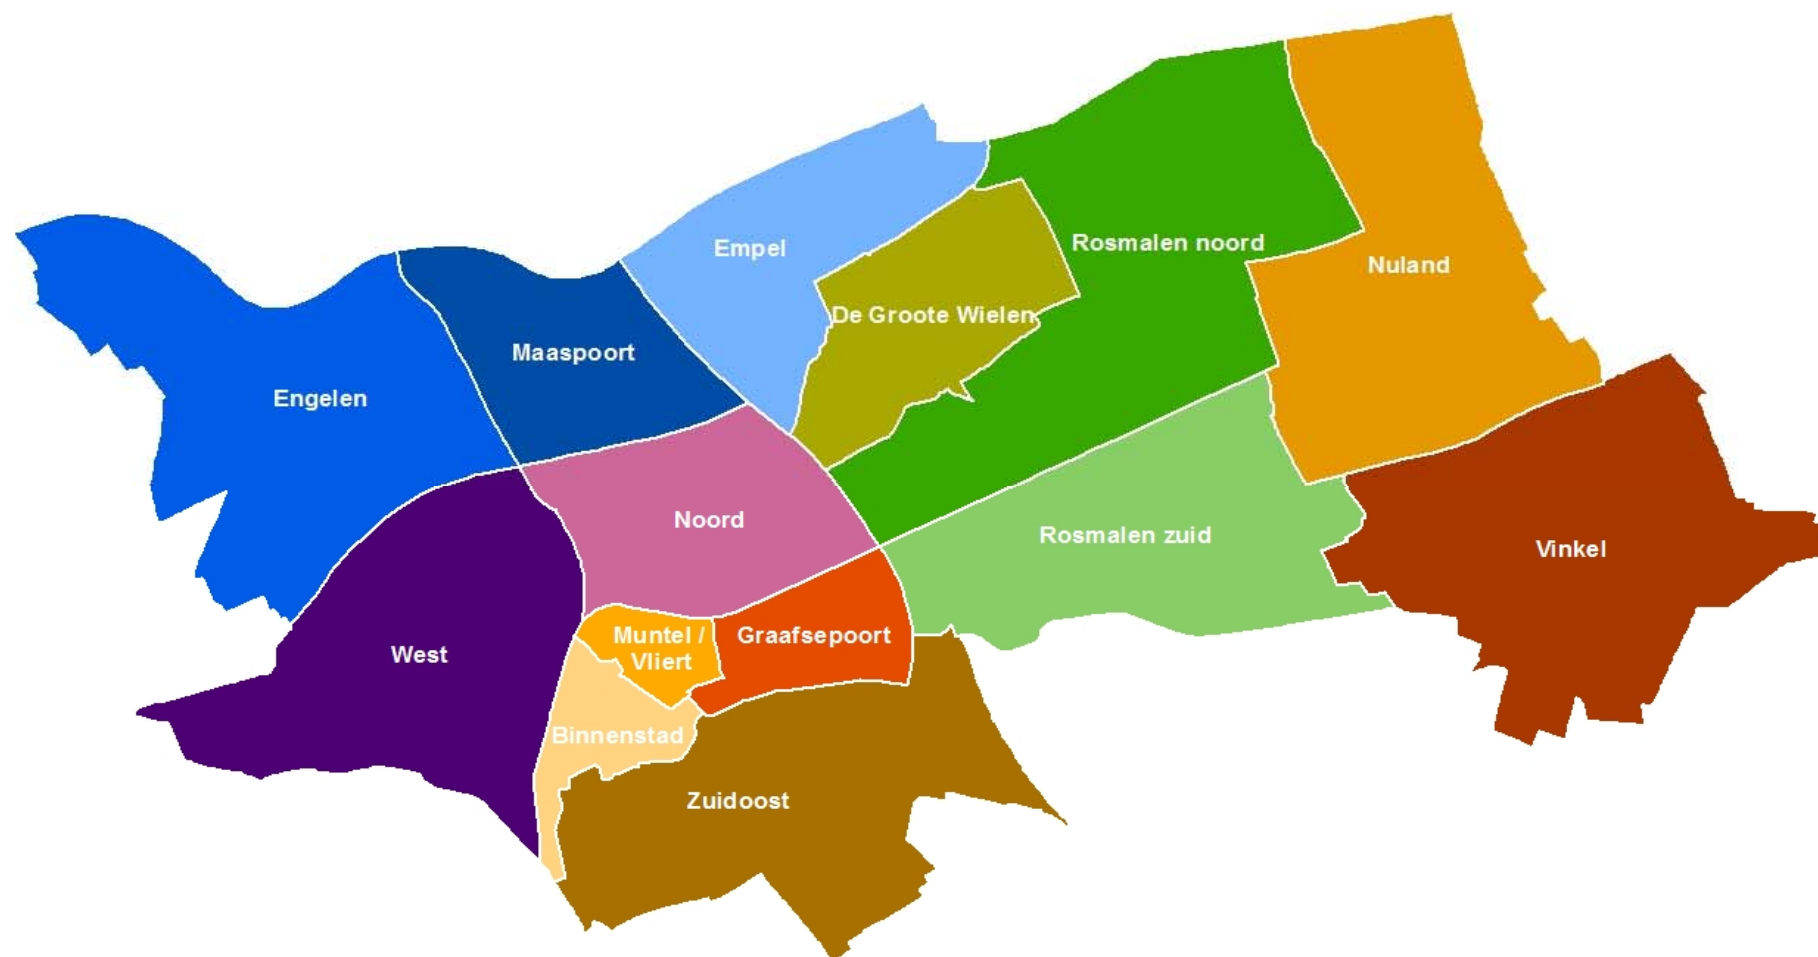 Rosmalen noord
Empel
Nuland
De Groote Wielen
Maaspoort
Engelen
Noord
Rosmalen zuid
Vinkel
Muntel /
Vliert
Graafsepoort
West
Binnenstad
Zuidoost